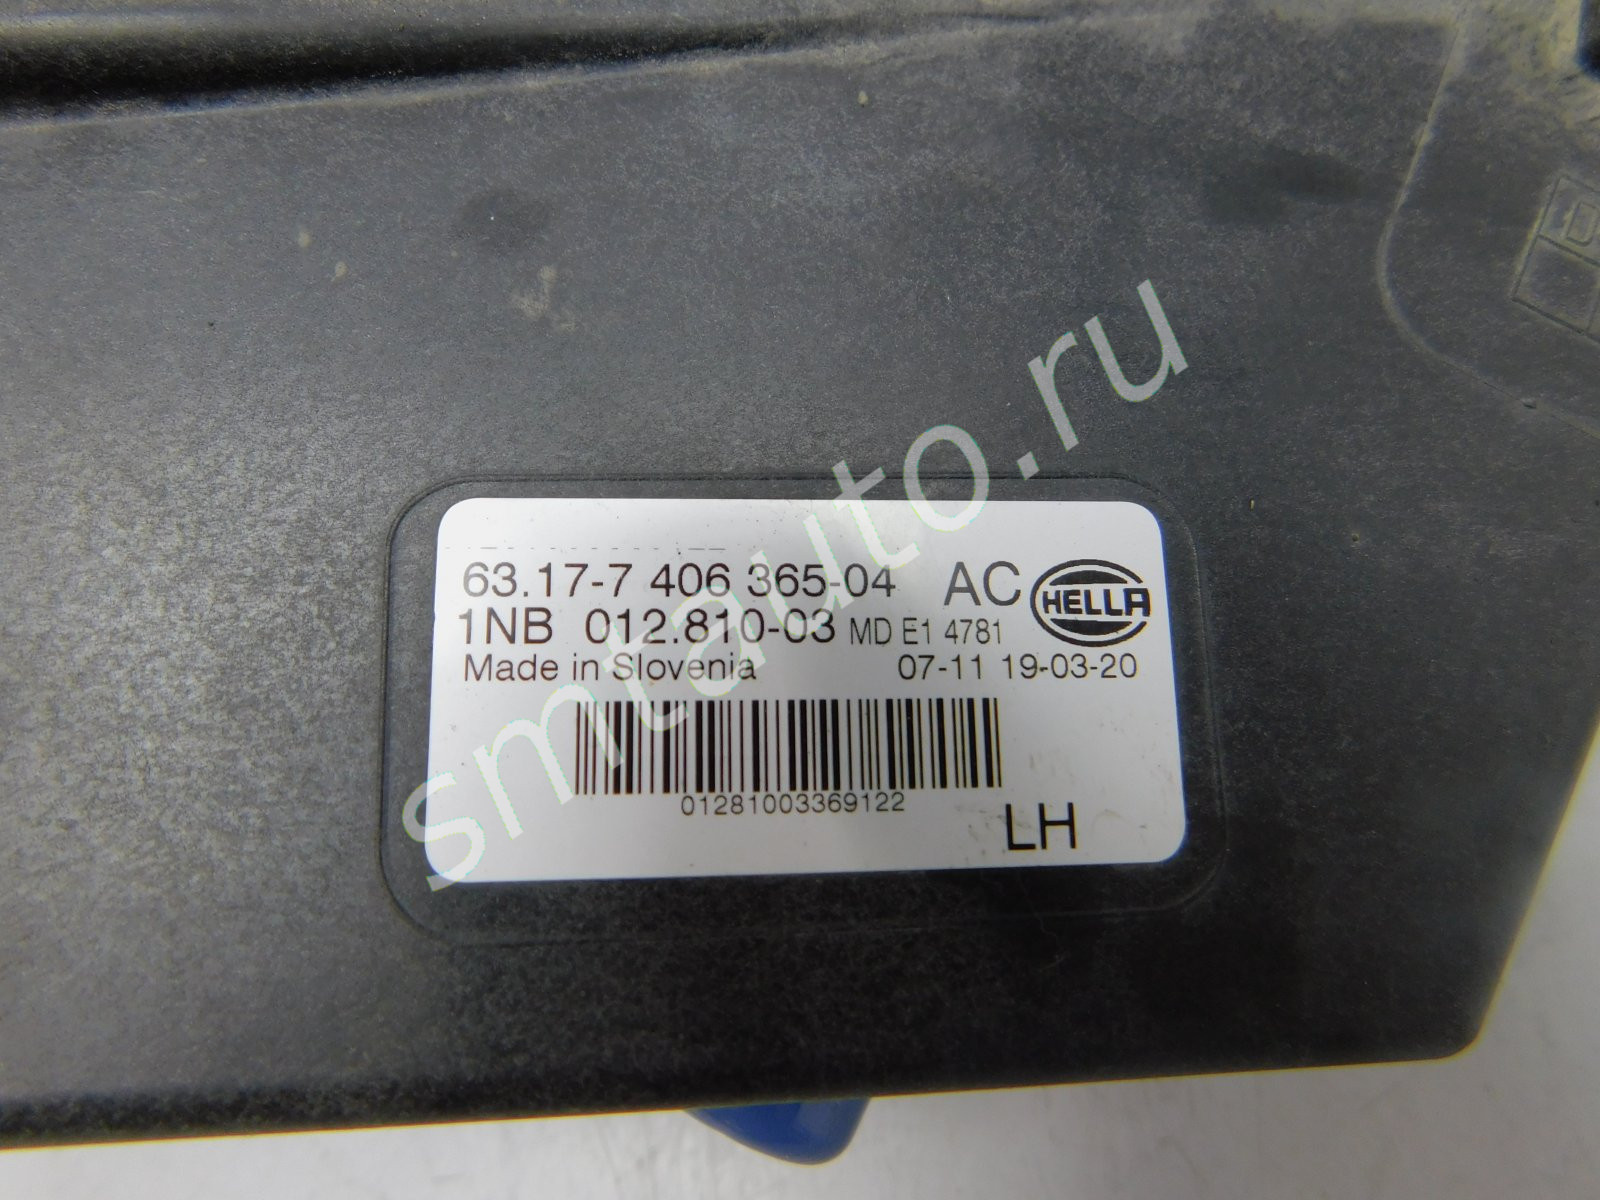 63.17-7 406 365-04 AC HELLA
1NB 012.810-03 MD E1 4781
Made in Slovenia 07-11 19-03-20
01281003369122
LH
smtauto.ru